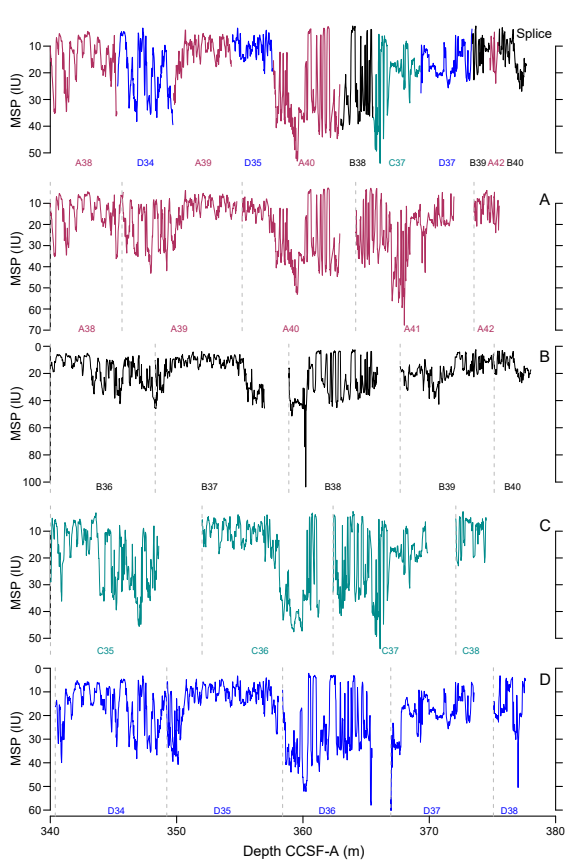 Splice
10
20
30
40
50
MSP (IU)
A38 D34 A39 D35 A40 B38 C37 D37 B39 A42 B40
A
10
20
30
40
50
60
70
MSP (IU)
A38 A39 A40 A41 A42
B
0
20
40
60
80
100
MSP (IU)
B36 B37 B38 B39 B40
C
10
20
30
40
50
MSP (IU)
C35 C36 C37 C38
D
0
10
20
30
40
50
60
MSP (IU)
D34 D35 D36 D37 D38
340 350 360 370 380
Depth CCSF-A (m)